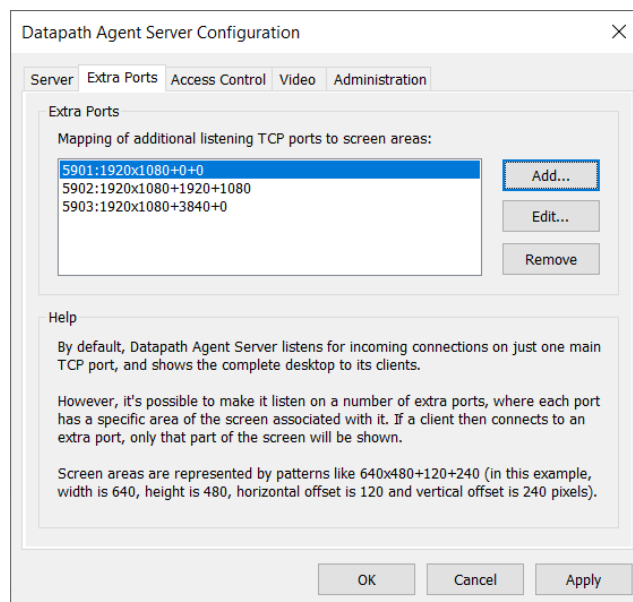 Datapath Agent Server Configuration
Server Extra Ports Access Control Video Administration
Extra Ports
Mapping of additional listening TCP ports to screen areas:
5901:1920x1080+0+0
5902:1920x1080+1920+1080
5903:1920x1080+3840+0
Add...
Edit...
Remove
Help
By default, Datapath Agent Server listens for incoming connections on just one main
TCP port, and shows the complete desktop to its clients.
However, it's possible to make it listen on a number of extra ports, where each port
has a specific area of the screen associated with it. If a client then connects to an
extra port, only that part of the screen will be shown.
Screen areas are represented by patterns like 640x480+120+240 (in this example,
width is 640, height is 480, horizontal offset is 120 and vertical offset is 240 pixels).
OK Cancel Apply